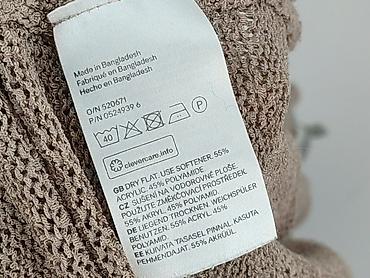 Made in Bangladesh
Fabriqué en Bangladesh
Hecho en Bangladesh
O/N 520671
P/N 0524939 6
40
P
clevercare.info
GB DRY FLAT. USE SOFTENER. 55%
ACRYLIC. 45% POLYAMIDE
CZ SUŠENÍ NA VODOROVNÉ PLOŠE.
POUŽIJTE ZMĚKČOVACÍ PROSTŘEDEK.
55% AKRYL. 45% POLYAMID
DE LIEGEND TROCKNEN. WEICHSPÜLER
BENUTZEN. 55% ACRYL. 45%
POLYAMID
EE KUIVATA TASASEL PINNAL. KASUTA
PEHMENDAJAT. 55% AKRÜÜL.